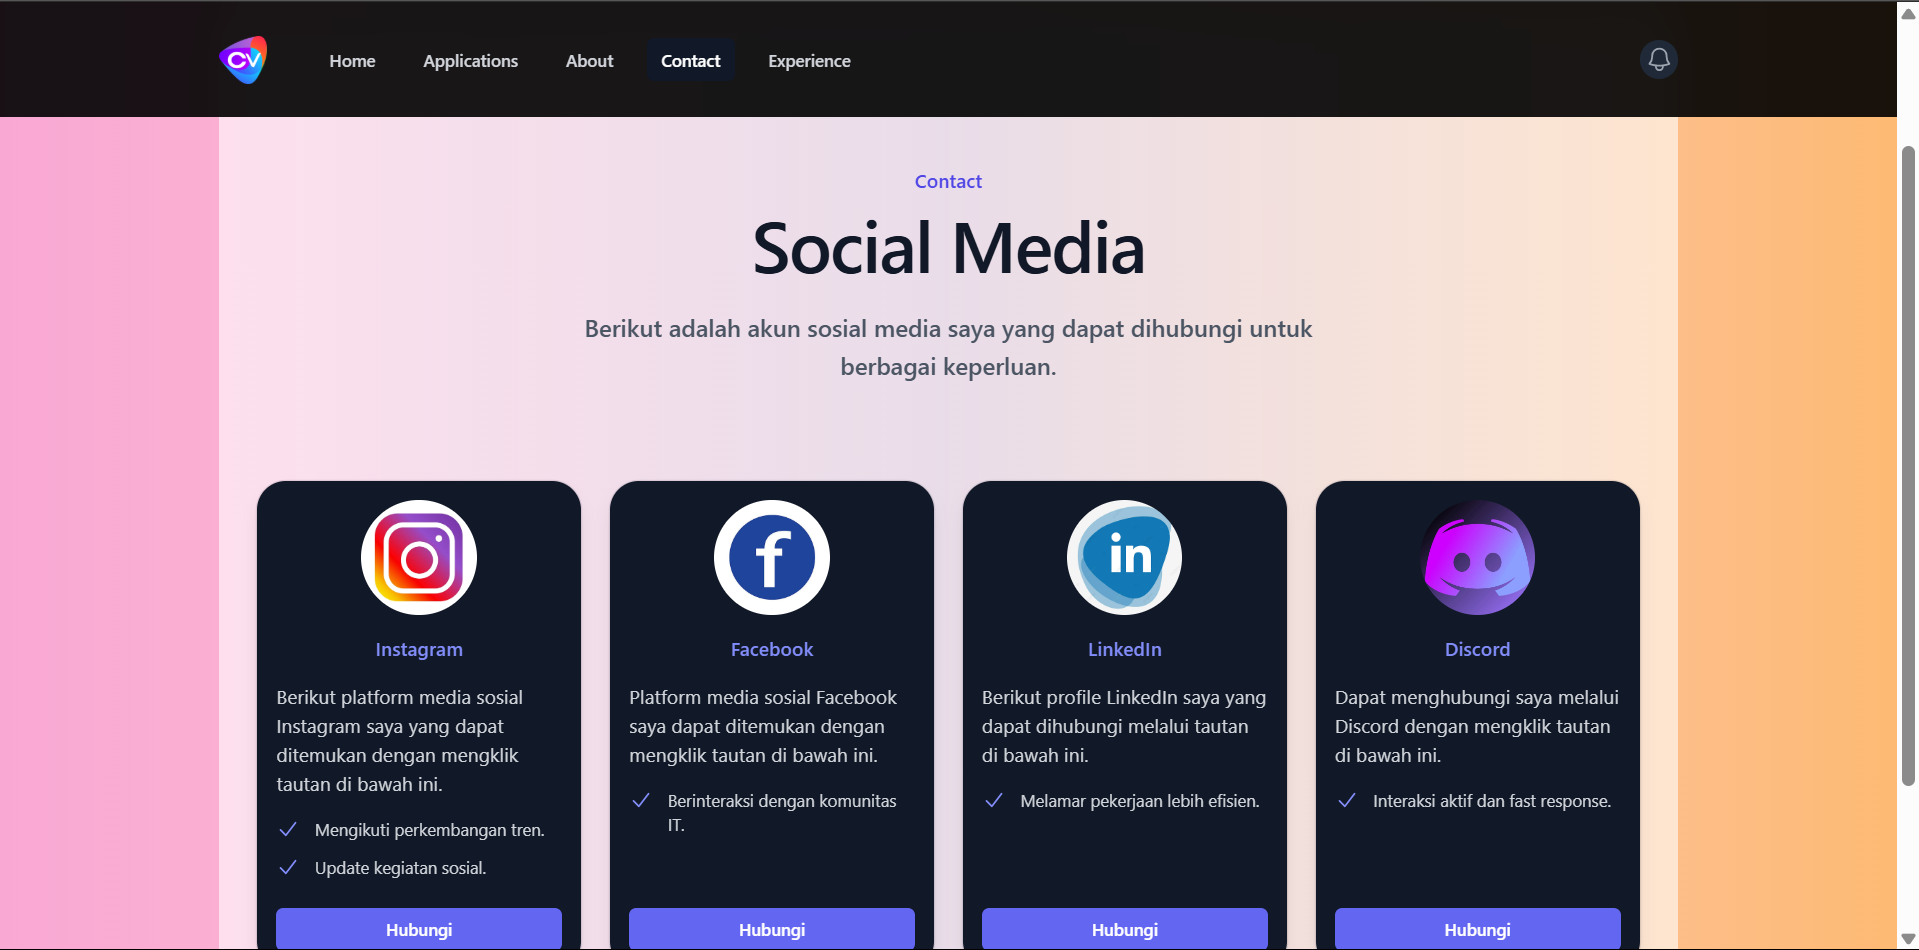 CV
Home
Applications
About
Contact
Experience
Contact
Social Media
Berikut adalah akun sosial media saya yang dapat dihubungi untuk
berbagai keperluan.
Instagram
Berikut platform media sosial
Instagram saya yang dapat
ditemukan dengan mengklik
tautan di bawah ini.
Mengikuti perkembangan tren.
Update kegiatan sosial.
Hubungi
f
Facebook
Platform media sosial Facebook
saya dapat ditemukan dengan
mengklik tautan di bawah ini.
Berinteraksi dengan komunitas
IT.
Hubungi
in
LinkedIn
Berikut profile LinkedIn saya yang
dapat dihubungi melalui tautan
di bawah ini.
Melamar pekerjaan lebih efisien.
Hubungi
Discord
Dapat menghubungi saya melalui
Discord dengan mengklik tautan
di bawah ini.
Interaksi aktif dan fast response.
Hubungi